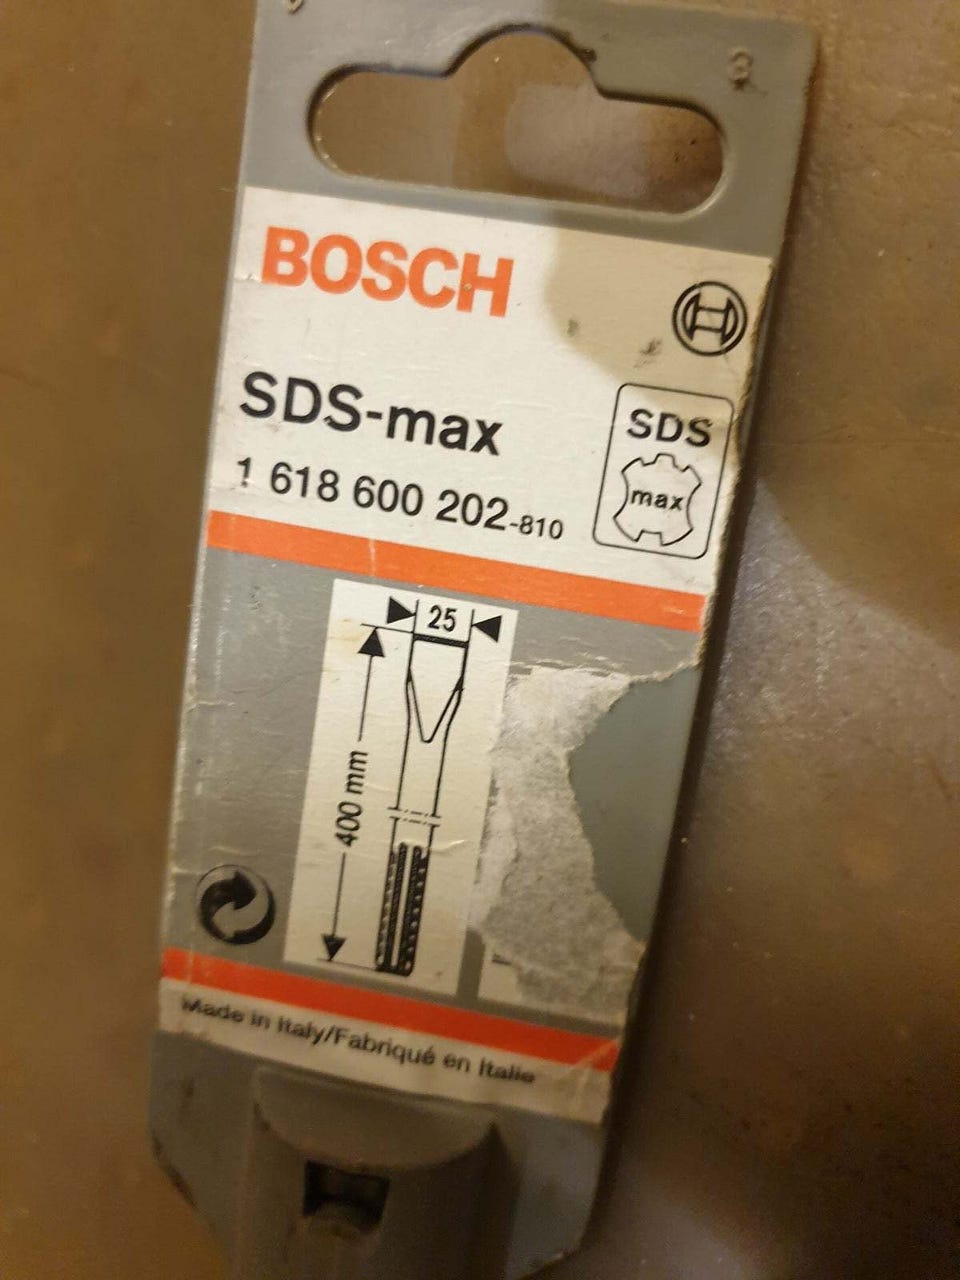 3
BOSCH
SDS-max
1 618 600 202-810
SDS
max
25
400 mm
Made in Italy/Fabriqué en Italie